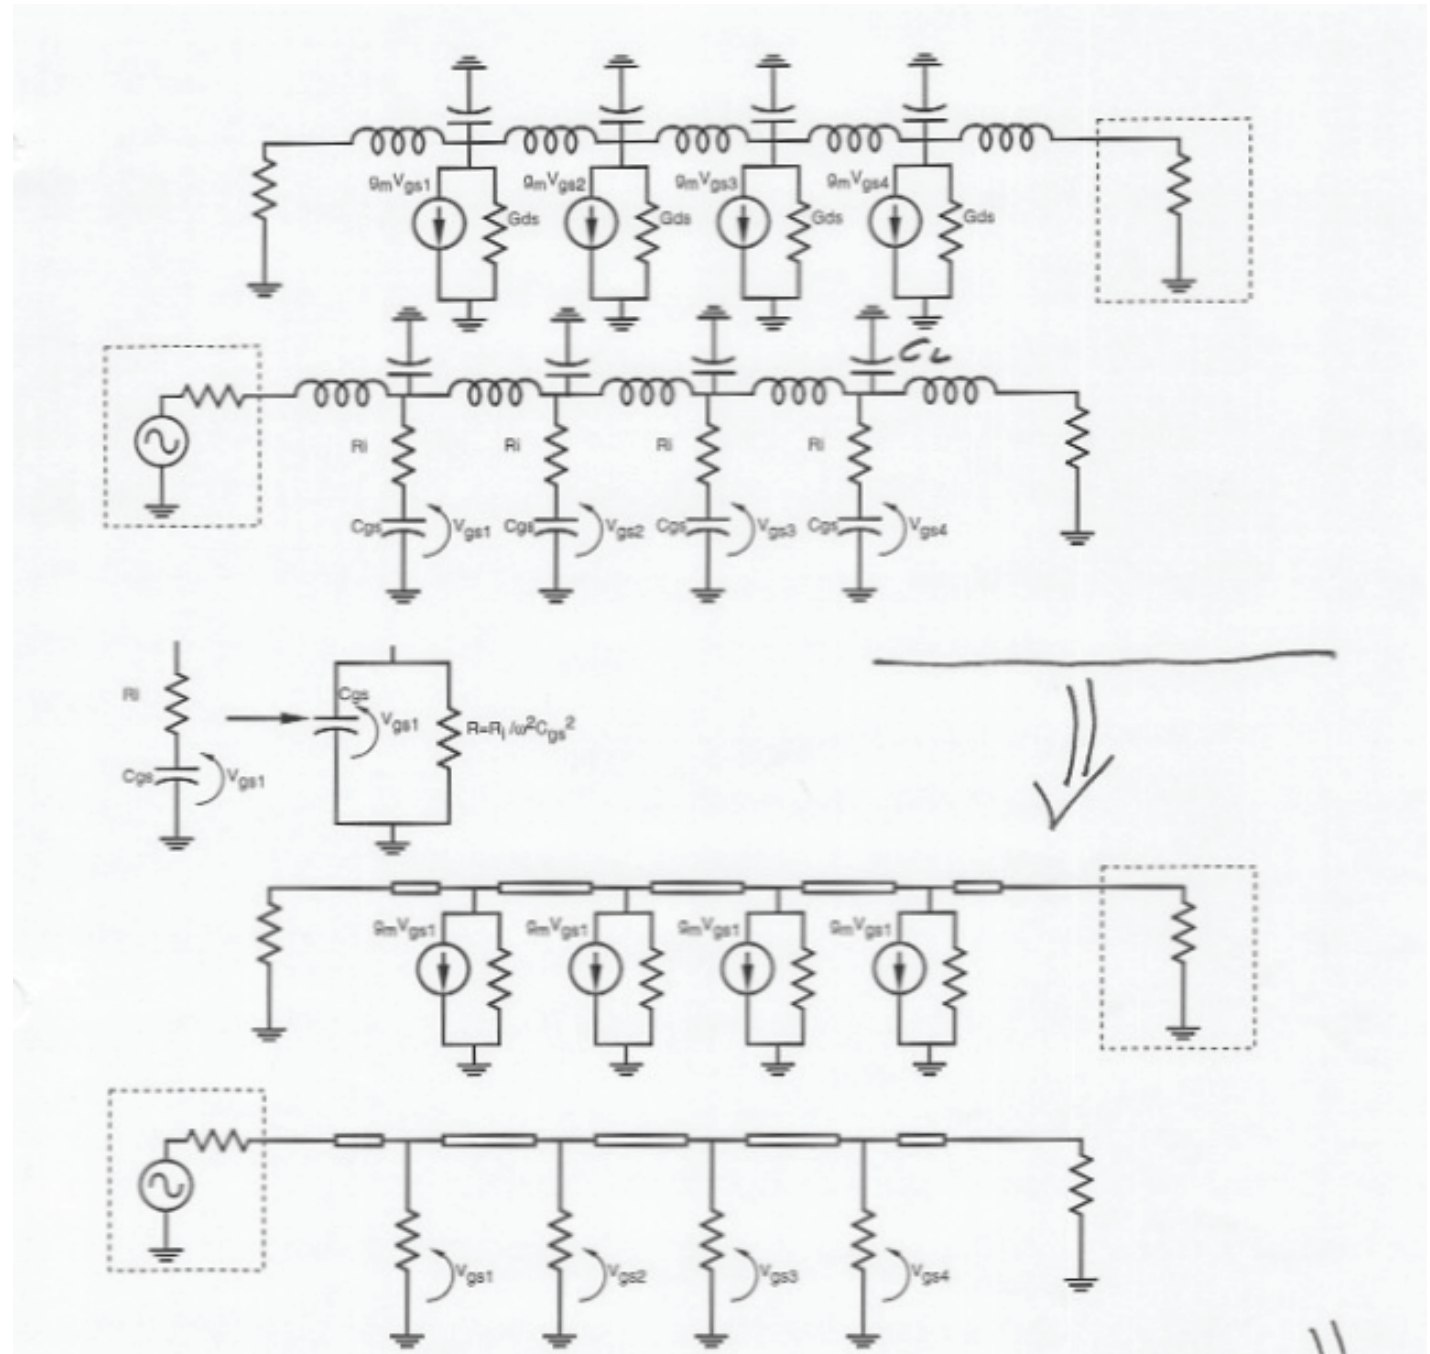 gmVgs1 gmVgs2 gmVgs3 gmVgs4
Gds Gds Gds Gds
CL
Ri Ri Ri Ri
Cgs Vgs1 Cgs Vgs2 Cgs Vgs3 Cgs Vgs4
Ri
Cgs Vgs1
Cgs
Vgs1 R=Ri/ω²Cgs²
gmVgs1 gmVgs1 gmVgs1 gmVgs1
Vgs1 Vgs2 Vgs3 Vgs4